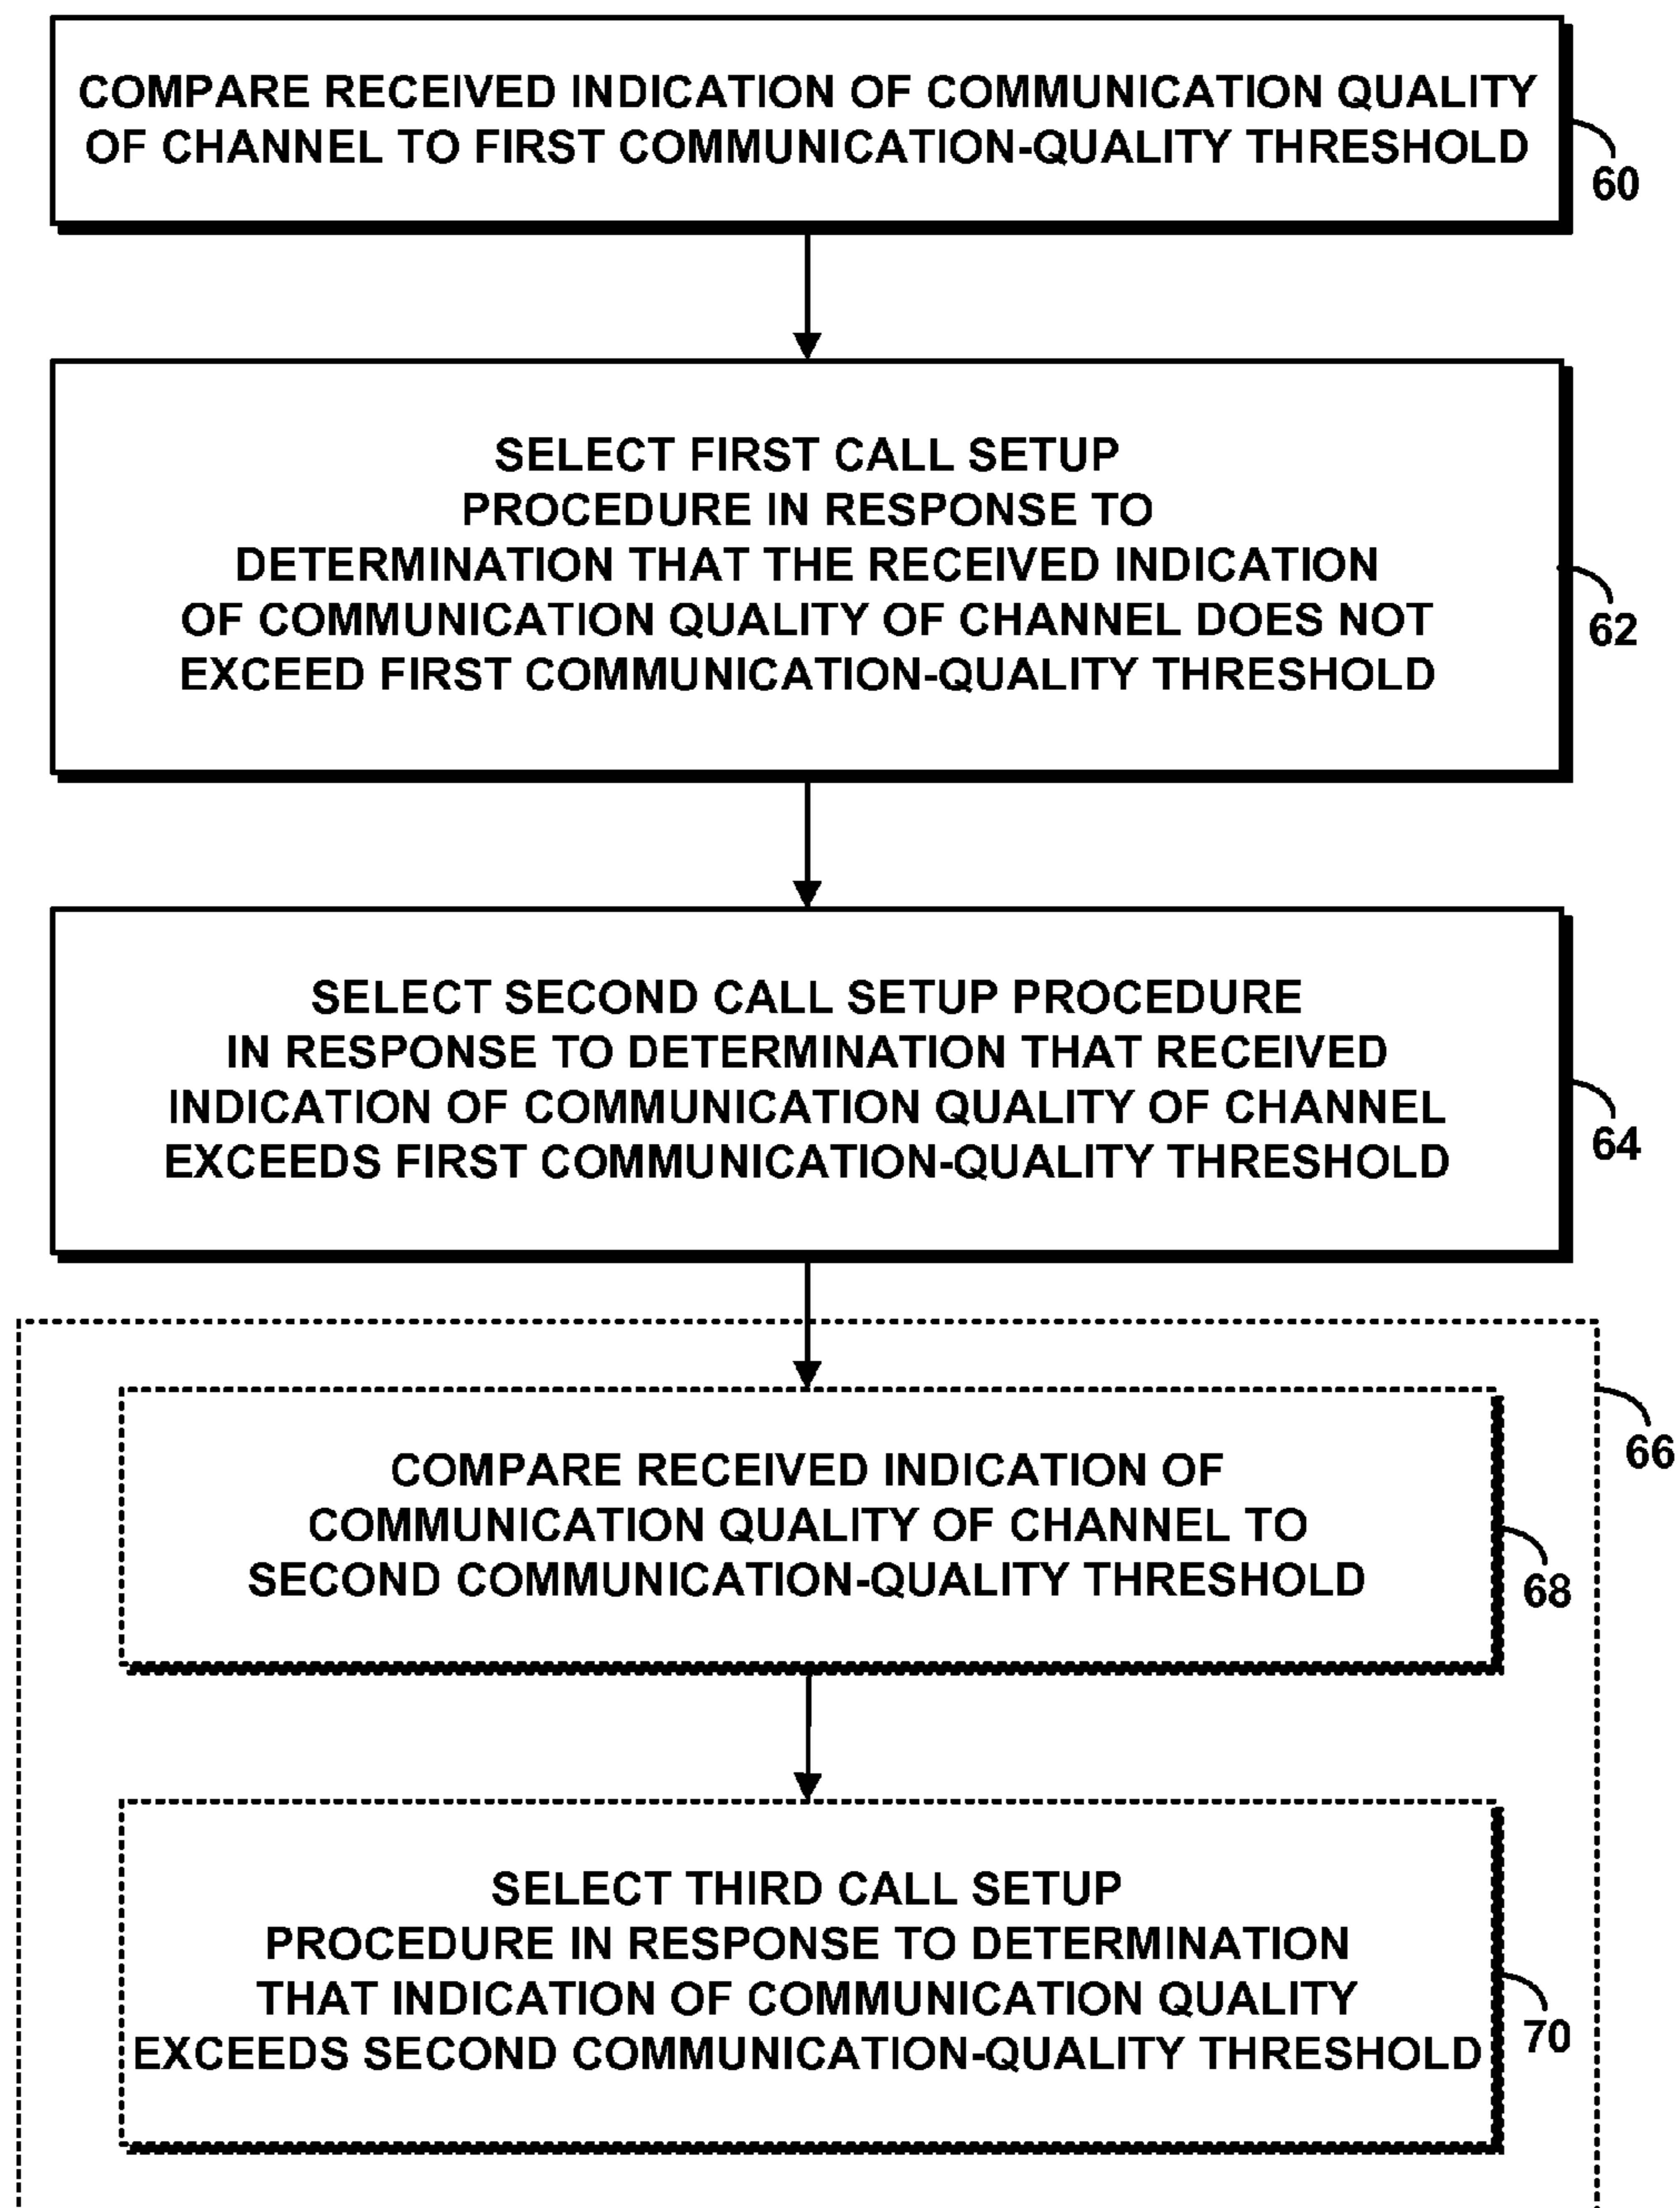 COMPARE RECEIVED INDICATION OF COMMUNICATION QUALITY
OF CHANNEL TO FIRST COMMUNICATION-QUALITY THRESHOLD
60
SELECT FIRST CALL SETUP
PROCEDURE IN RESPONSE TO
DETERMINATION THAT THE RECEIVED INDICATION
OF COMMUNICATION QUALITY OF CHANNEL DOES NOT
EXCEED FIRST COMMUNICATION-QUALITY THRESHOLD
62
SELECT SECOND CALL SETUP PROCEDURE
IN RESPONSE TO DETERMINATION THAT RECEIVED
INDICATION OF COMMUNICATION QUALITY OF CHANNEL
EXCEEDS FIRST COMMUNICATION-QUALITY THRESHOLD
64
66
COMPARE RECEIVED INDICATION OF
COMMUNICATION QUALITY OF CHANNEL TO
SECOND COMMUNICATION-QUALITY THRESHOLD
68
SELECT THIRD CALL SETUP
PROCEDURE IN RESPONSE TO DETERMINATION
THAT INDICATION OF COMMUNICATION QUALITY
EXCEEDS SECOND COMMUNICATION-QUALITY THRESHOLD
70